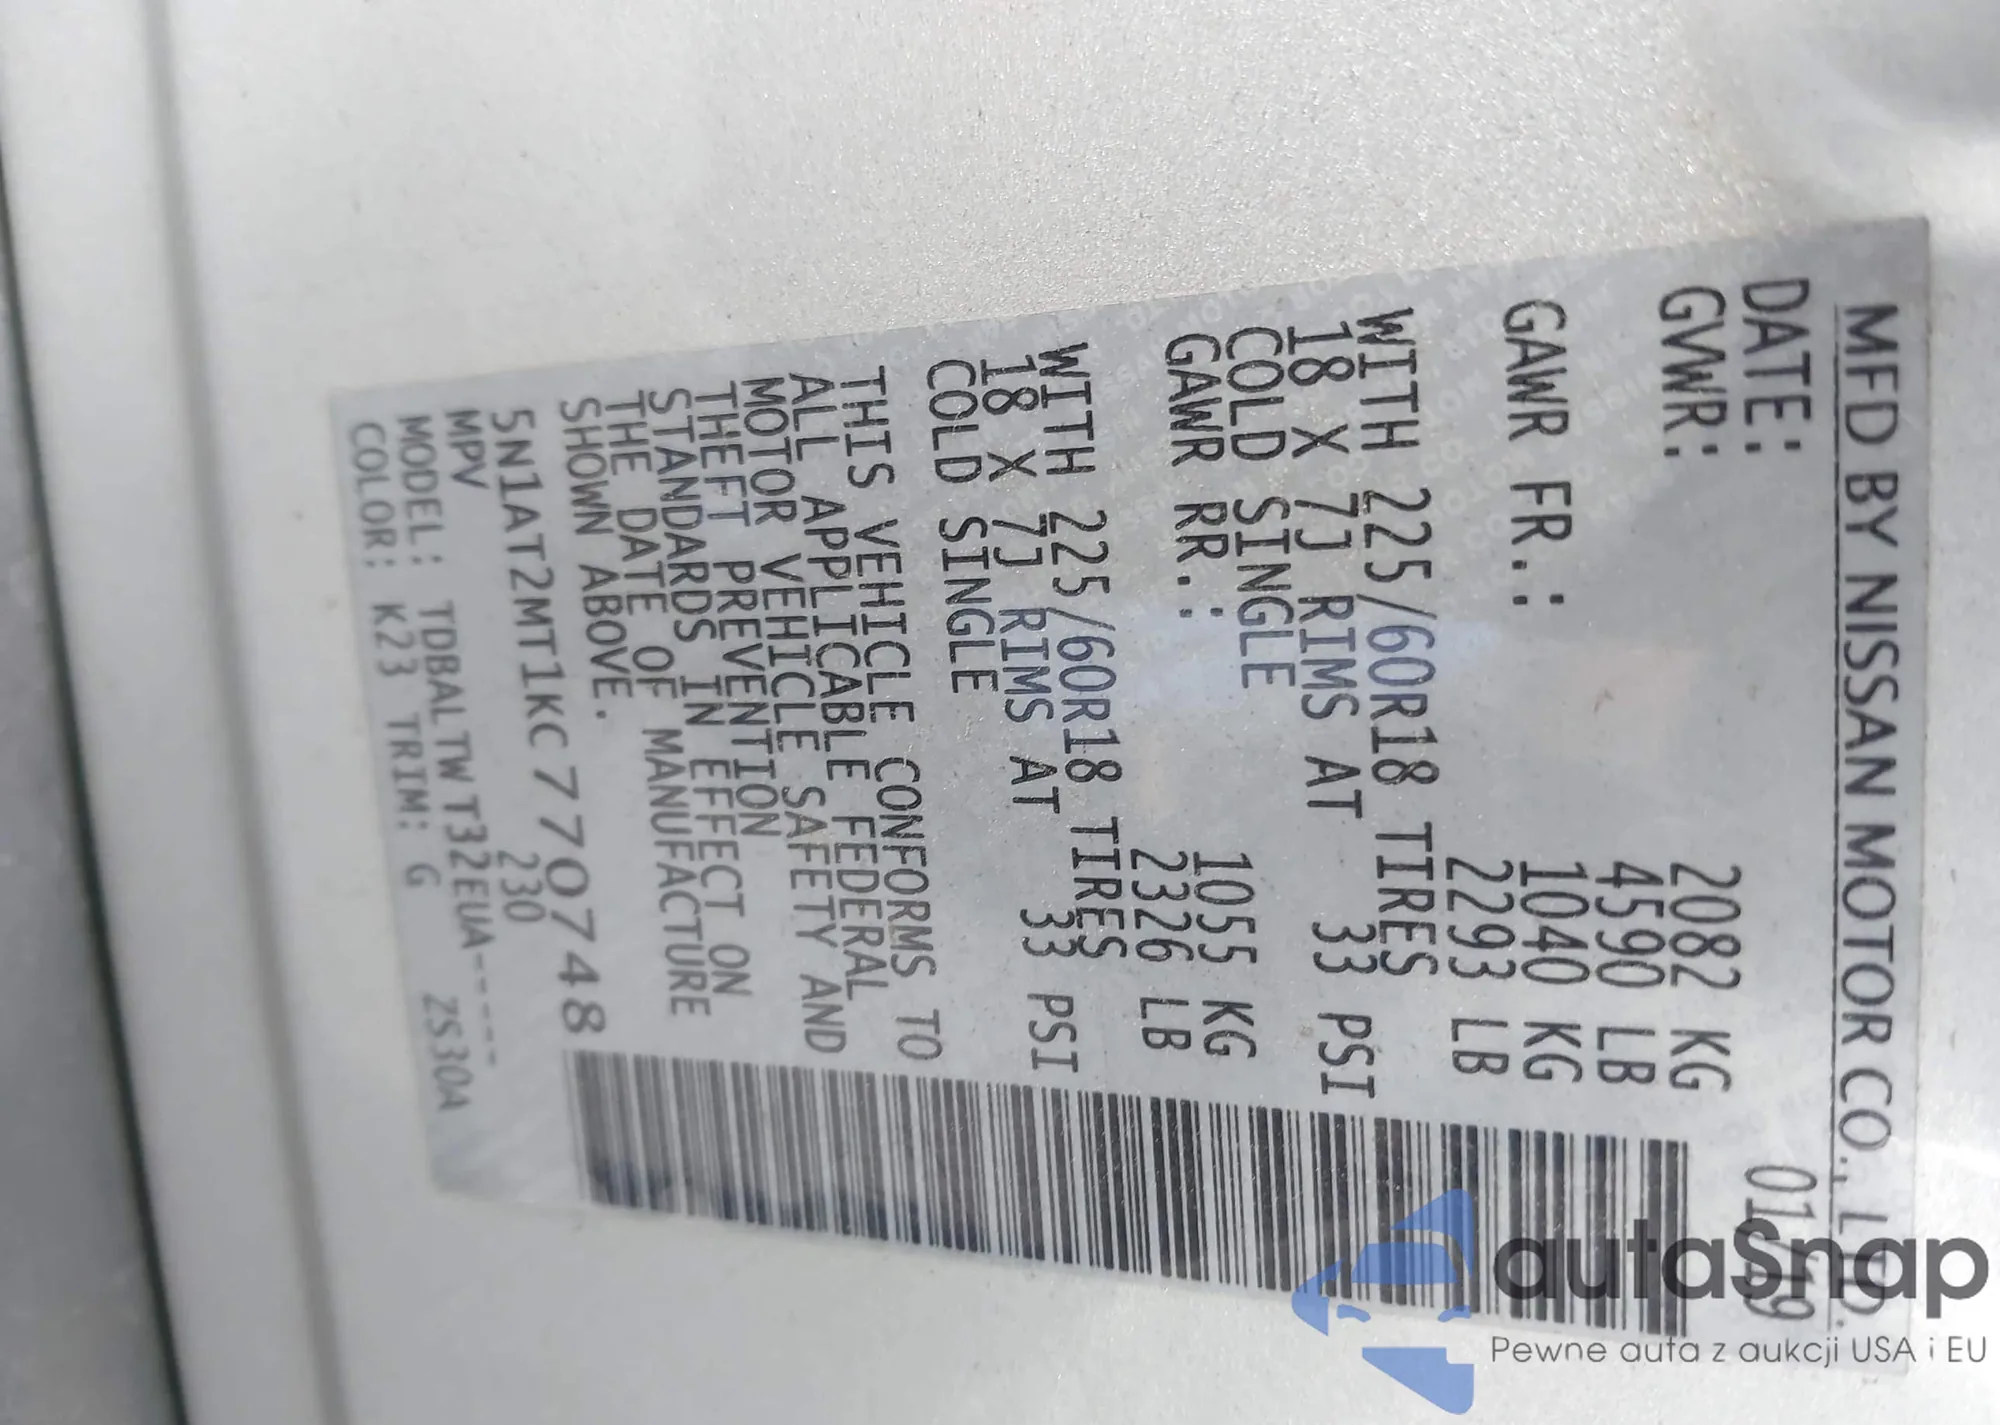 MFD BY NISSAN MOTOR CO., LTD.
DATE: 01/19
GVWR: 2082 KG
4590 LB
GAWR FR.: 1040 KG
2293 LB
WITH 225/60R18 TIRES
18 X 7J RIMS AT 33 PSI
COLD SINGLE
GAWR RR.: 1055 KG
2326 LB
WITH 225/60R18 TIRES
18 X 7J RIMS AT 33 PSI
COLD SINGLE
THIS VEHICLE CONFORMS TO
ALL APPLICABLE FEDERAL
MOTOR VEHICLE SAFETY AND
THEFT PREVENTION
STANDARDS IN EFFECT ON
THE DATE OF MANUFACTURE
SHOWN ABOVE.
5N1AT2MT1KC770748
MPV 230
MODEL: TDBALTWT32EUA-----
COLOR: K23 TRIM: G ZS30A
autaSnap
Pewne auta z aukcji USA i EU